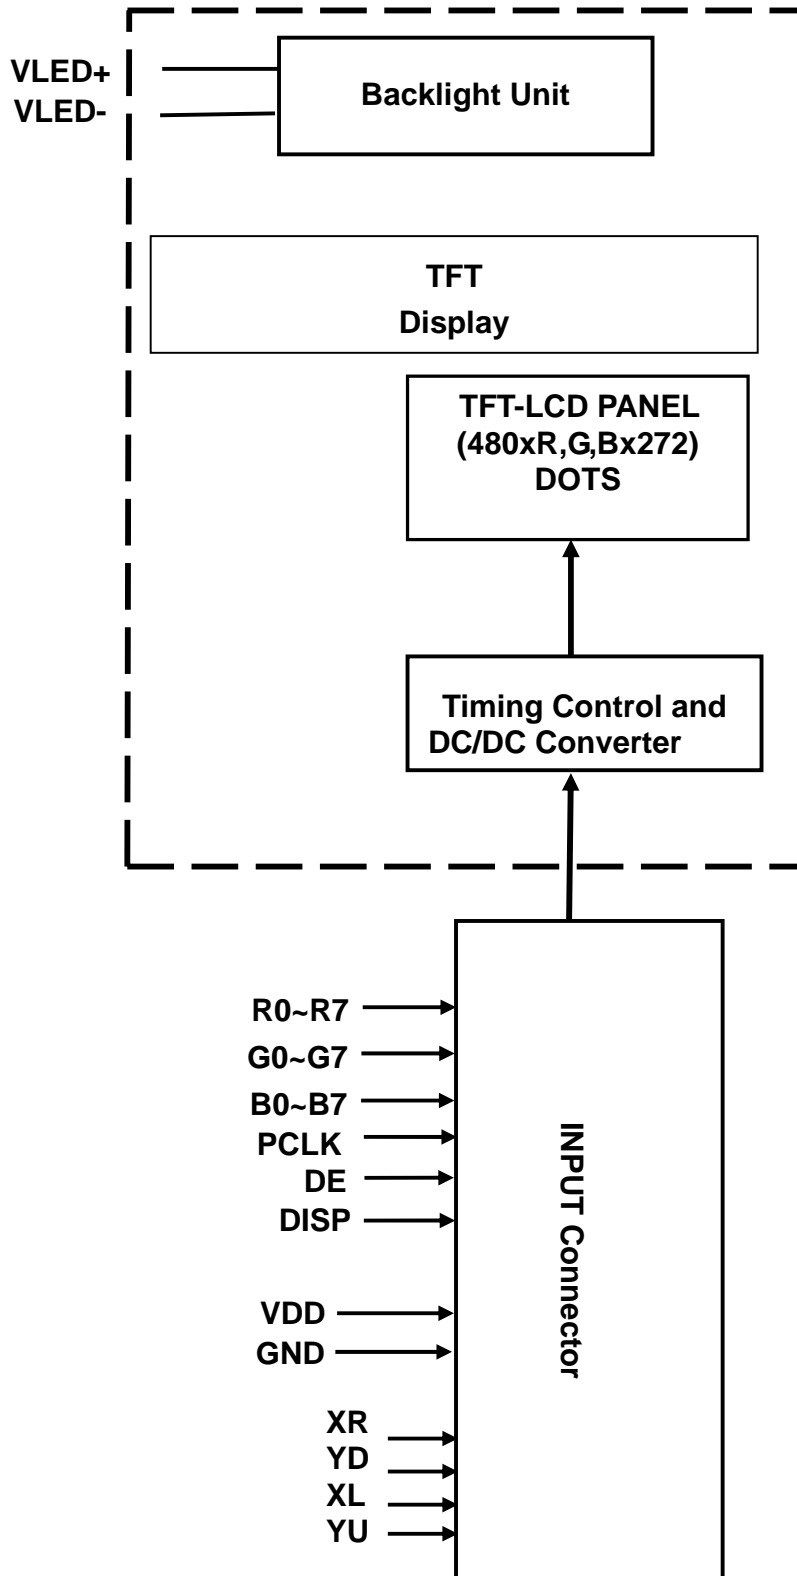 VLED+
VLED-
Backlight Unit
TFT
Display
TFT-LCD PANEL
(480xR,G,Bx272)
DOTS
Timing Control and
DC/DC Converter
R0~R7
G0~G7
B0~B7
PCLK
DE
DISP
VDD
GND
XR
YD
XL
YU
INPUT Connector